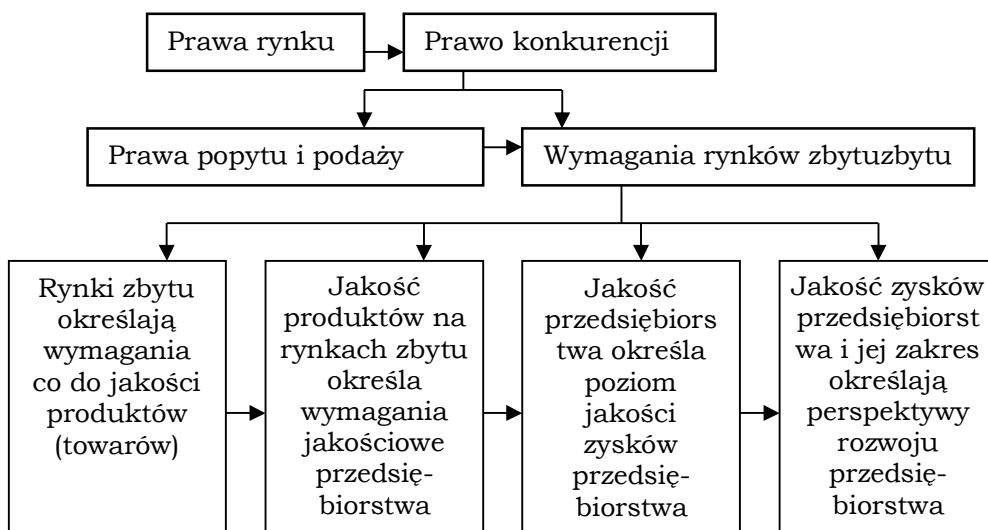 Prawa rynku
Prawo konkurencji
Prawa popytu i podaży
Wymagania rynków zbytuzbytu
Rynki zbytu
określają
wymagania
co do jakości
produktów
(towarów)
Jakość
produktów na
rynkach zbytu
określa
wymagania
jakościowe
przedsię-
biorstwa
Jakość
przedsiębiors
twa określa
poziom
jakości
zysków
przedsię-
biorstwa
Jakość zysków
przedsiębiorst
wa i jej zakres
określają
perspektywy
rozwoju
przedsię-
biorstwa